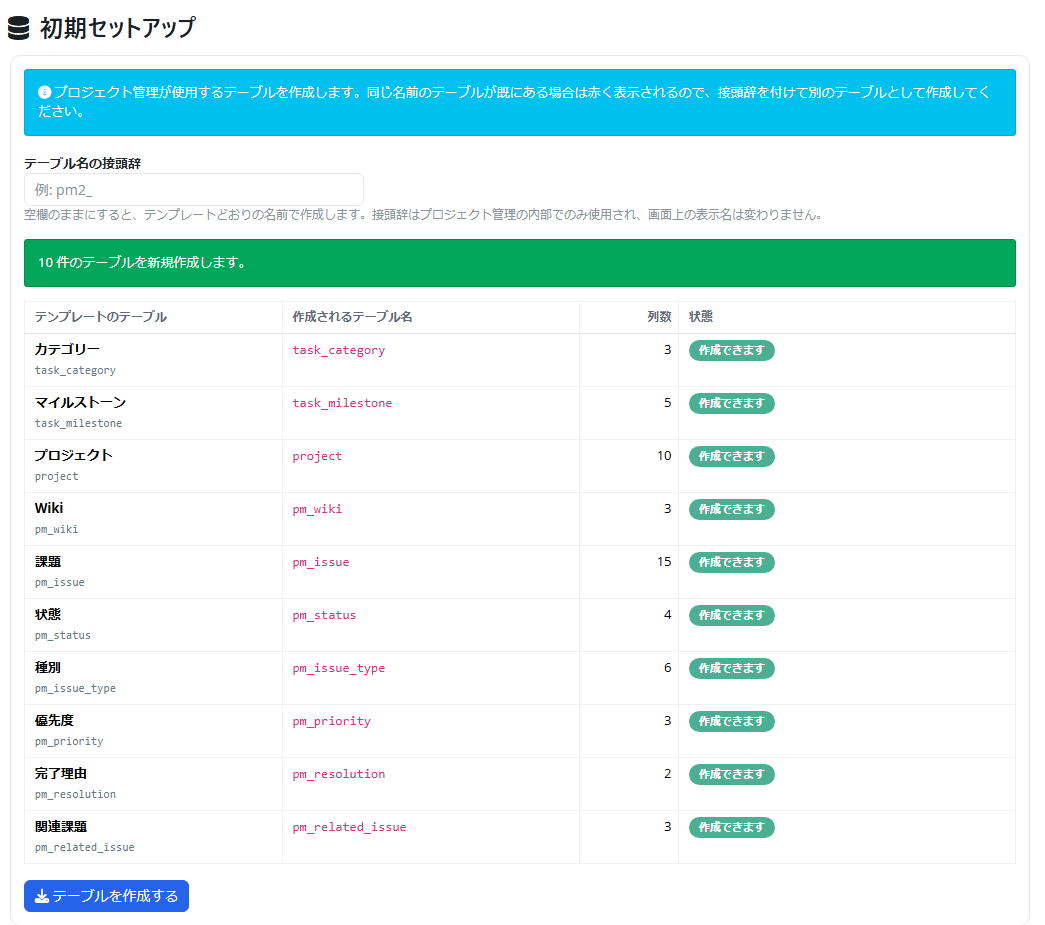 初期セットアップ
プロジェクト管理が使用するテーブルを作成します。同じ名前のテーブルが既にある場合は赤く表示されるので、接頭辞を付けて別のテーブルとして作成してく
ださい。
テーブル名の接頭辞
例: pm2_
空欄のままにすると、テンプレートどおりの名前で作成します。接頭辞はプロジェクト管理の内部でのみ使用され、画面上の表示名は変わりません。
10 件のテーブルを新規作成します。
テンプレートのテーブル 作成されるテーブル名 列数 状態
カテゴリー task_category 3 作成できます
task_category
マイルストーン task_milestone 5 作成できます
task_milestone
プロジェクト project 10 作成できます
project
Wiki pm_wiki 3 作成できます
pm_wiki
課題 pm_issue 15 作成できます
pm_issue
状態 pm_status 4 作成できます
pm_status
種別 pm_issue_type 6 作成できます
pm_issue_type
優先度 pm_priority 3 作成できます
pm_priority
完了理由 pm_resolution 2 作成できます
pm_resolution
関連課題 pm_related_issue 3 作成できます
pm_related_issue
テーブルを作成する